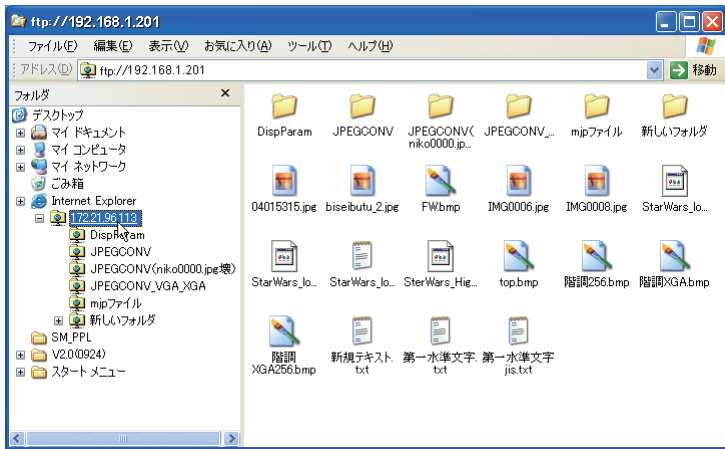 ftp://192.168.1.201
ファイル(F) 編集(E) 表示(V) お気に入り(A) ツール(T) ヘルプ(H)
アドレス(D) ftp://192.168.1.201 移動
フォルダ ×
デスクトップ
マイ ドキュメント
マイ コンピュータ
マイ ネットワーク
ごみ箱
Internet Explorer
172.21.96.113
DispParam
JPEGCONV
JPEGCONV(niko0000.jpe壊)
JPEGCONV_VGA_XGA
mjpファイル
新しいフォルダ
SM_PPL
V2.0(0924)
スタート メニュー
DispParam JPEGCONV JPEGCONV( JPEGCONV_... mjpファイル 新しいフォルダ
niko0000.jp...
04015315.jpg biseibutu_2.jpg FW.bmp IMG0006.jpg IMG0008.jpg StarWars_lo...
StarWars_lo... StarWars_lo... SterWars_Hig... top.bmp 階調256.bmp 階調XGA.bmp
階調 新規テキスト. 第一水準文字. 第一水準文字
XGA256.bmp txt txt jis.txt